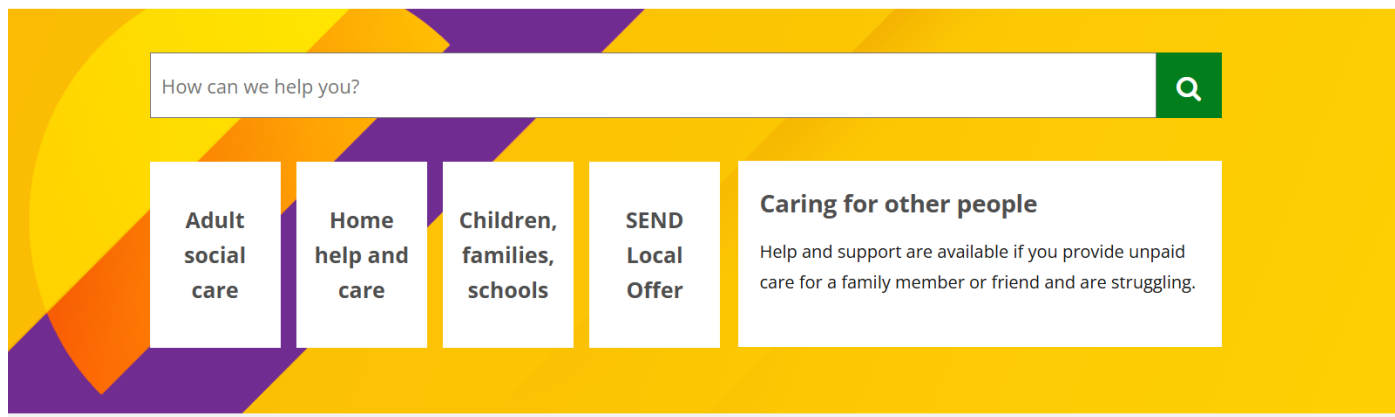 How can we help you?
Adult
social
care
Home
help and
care
Children,
families,
schools
SEND
Local
Offer
Caring for other people
Help and support are available if you provide unpaid
care for a family member or friend and are struggling.